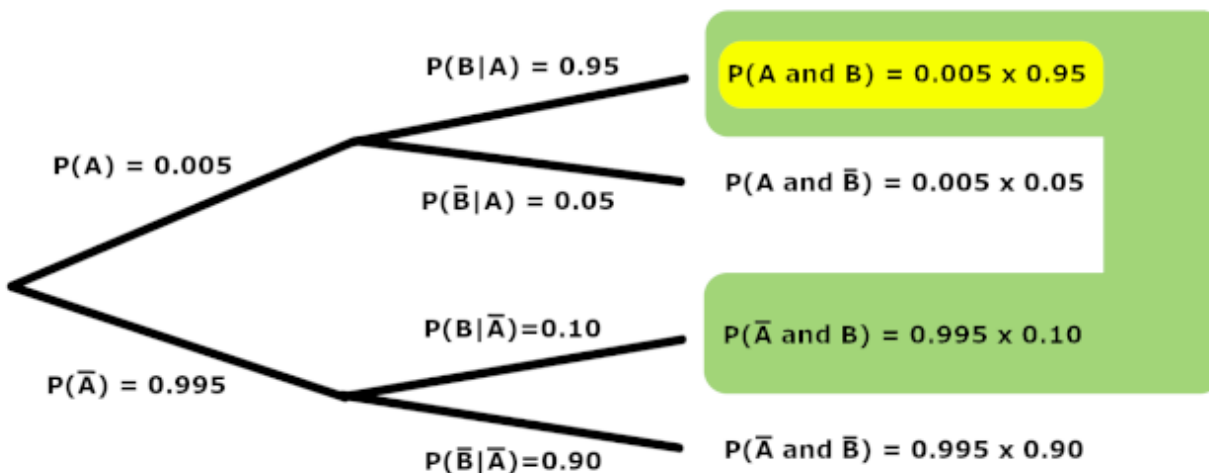 P(B|A) = 0.95
P(A and B) = 0.005 x 0.95
P(A) = 0.005
P(B̅|A) = 0.05
P(A and B̅) = 0.005 x 0.05
P(B|A̅)=0.10
P(A̅ and B) = 0.995 x 0.10
P(A̅) = 0.995
P(B̅|A̅)=0.90
P(A̅ and B̅) = 0.995 x 0.90